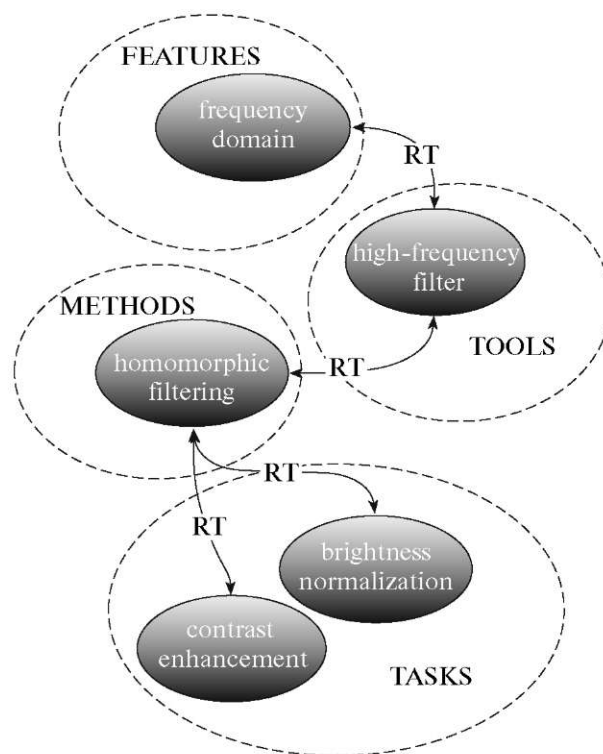 FEATURES
frequency
domain
RT
high-frequency
filter
METHODS
TOOLS
RT
homomorphic
filtering
RT
RT
brightness
normalization
contrast
enhancement
TASKS